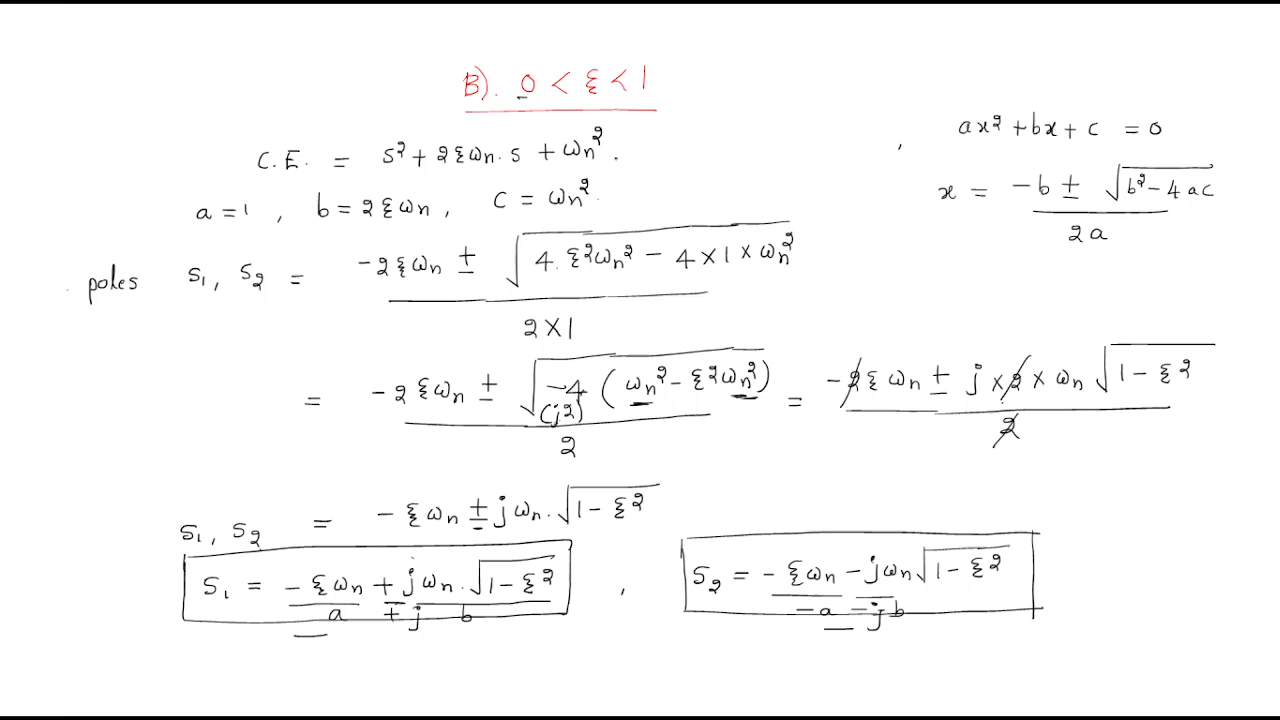 B). 0 < ξ < 1
C.E. = s² + 2ξωn.s + ωn².
a = 1 , b = 2ξωn , c = ωn²
ax² + bx + c = 0
x = (-b ± √(b² - 4ac)) / 2a
poles s₁, s₂ = (-2ξωn ± √(4.ξ²ωn² - 4×1×ωn²)) / 2×1
= (-2ξωn ± √(-4 (ωn² - ξ²ωn²))) / 2 = (-2ξωn ± j×2×ωn √(1-ξ²)) / 2
(j²)
s₁, s₂ = -ξωn ± jωn.√(1-ξ²)
s₁ = -ξωn + jωn.√(1-ξ²) , s₂ = -ξωn - jωn√(1-ξ²)
a + j b
-a - j b